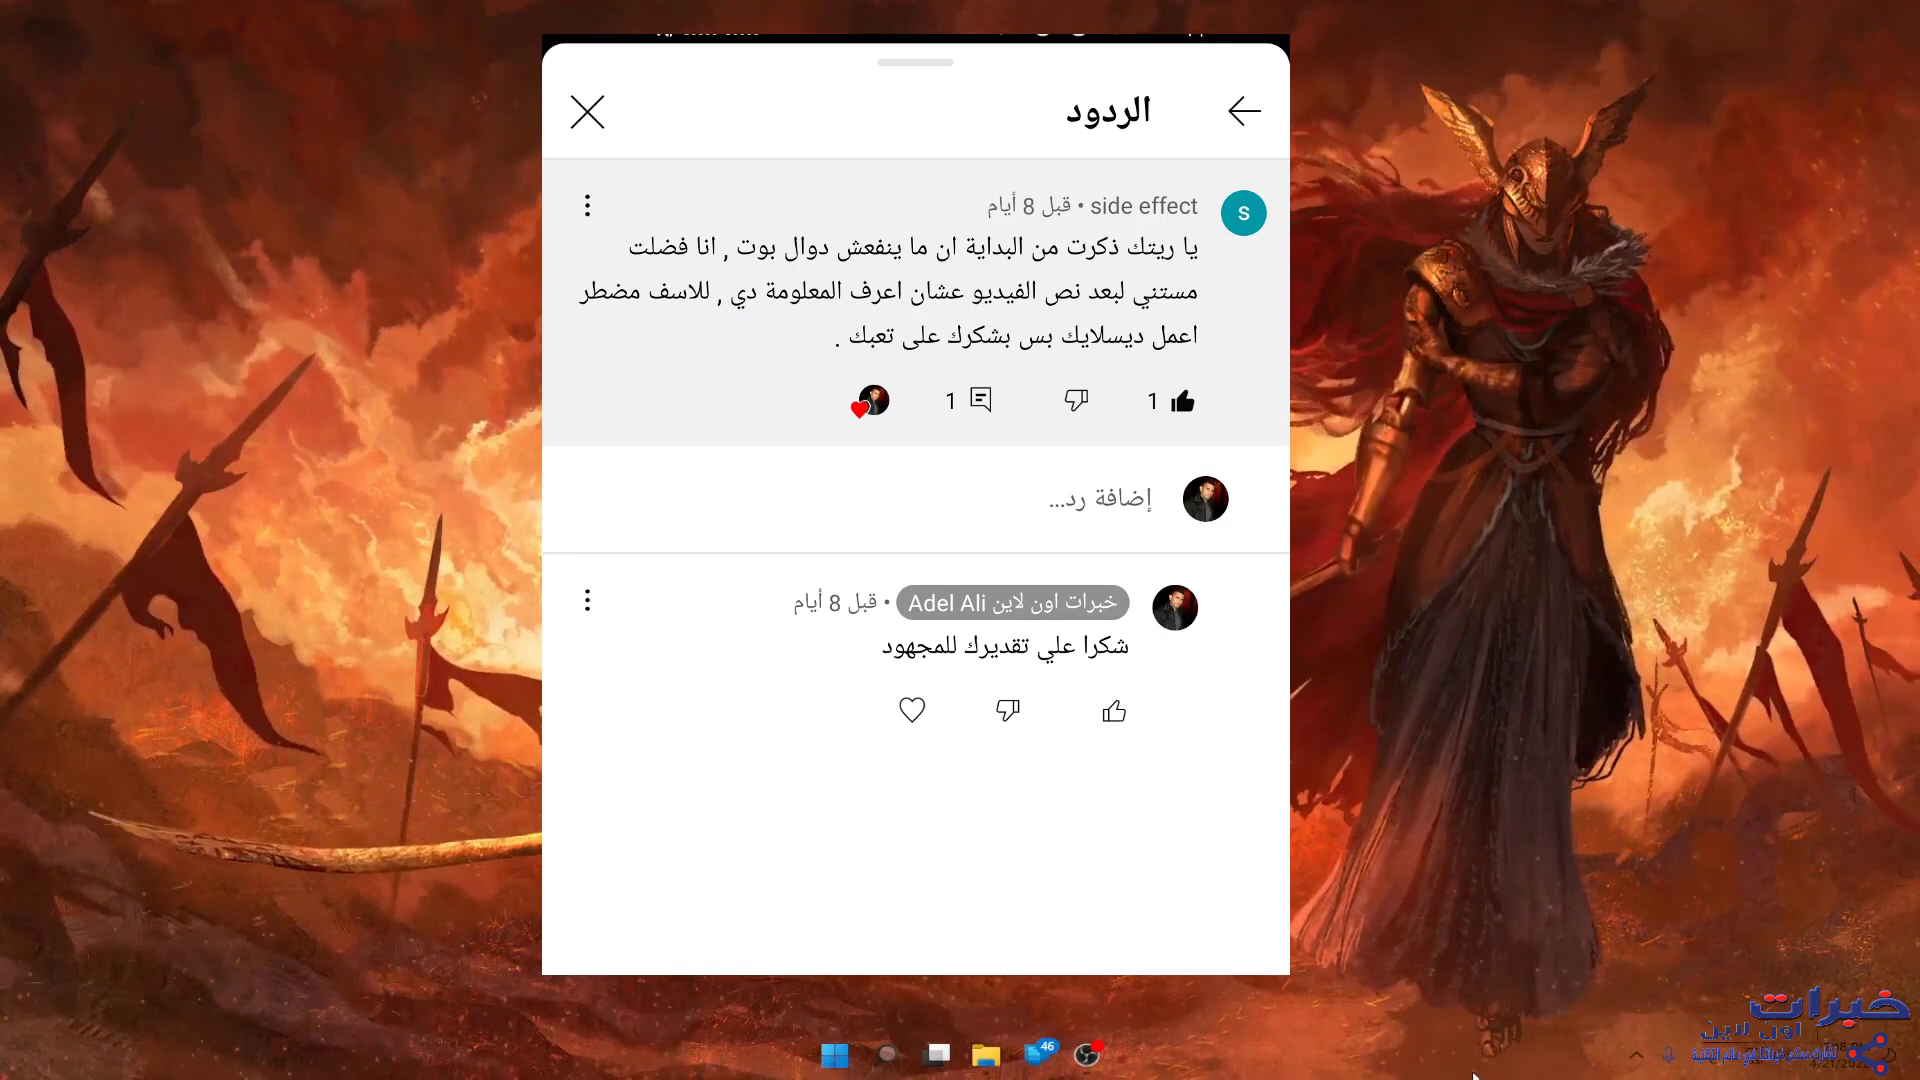 الردود
side effect • قبل 8 أيام
S
يا ريتك ذكرت من البداية ان ما ينفعش دوال بوت , انا فضلت
مستني لبعد نص الفيديو عشان اعرف المعلومة دي , للاسف مضطر
اعمل ديسلايك بس بشكرك على تعبك .
1
1
إضافة رد...
خبرات اون لاين Adel Ali • قبل 8 أيام
شكرا علي تقديرك للمجهود
خبرات
اون لاين
46